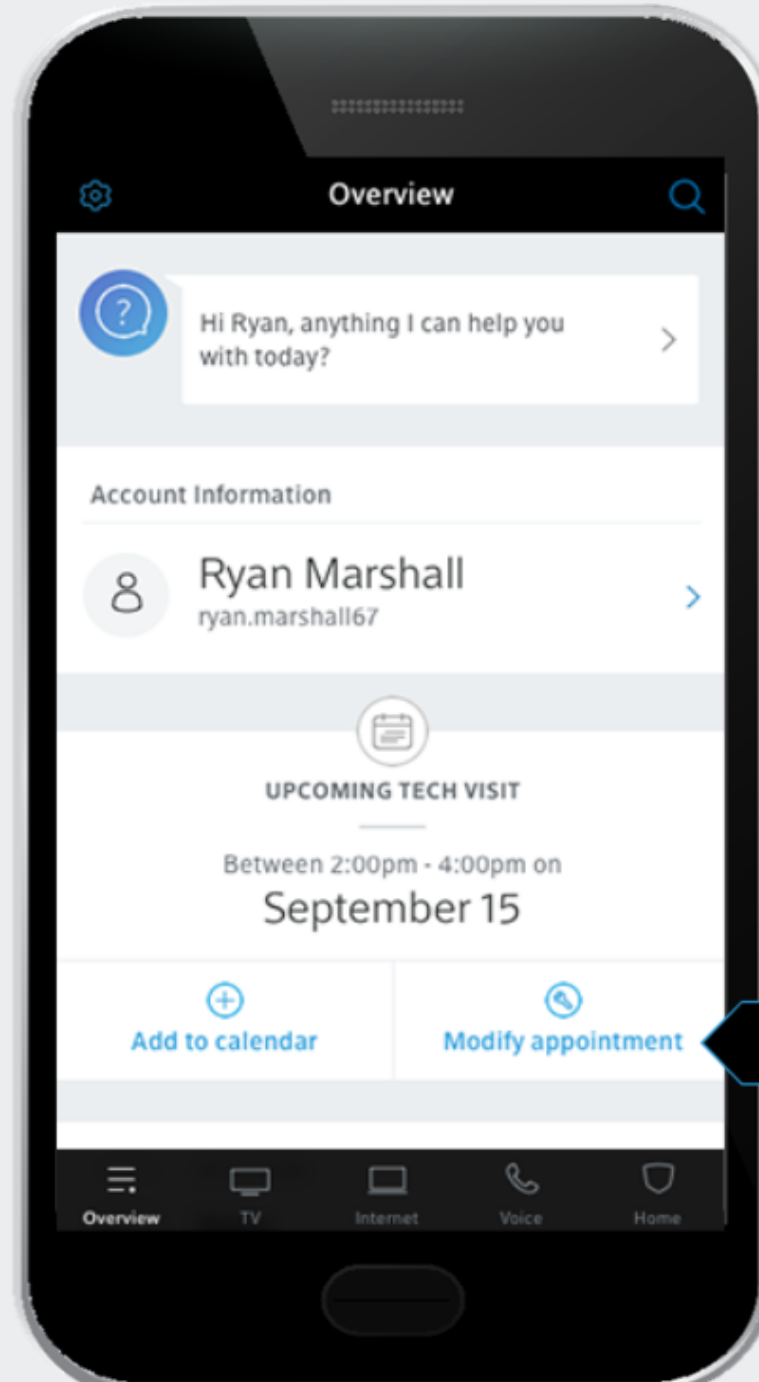 Overview
Hi Ryan, anything I can help you
with today?
Account Information
Ryan Marshall
ryan.marshall67
UPCOMING TECH VISIT
Between 2:00pm - 4:00pm on
September 15
Add to calendar
Modify appointment
Overview
TV
Internet
Voice
Home